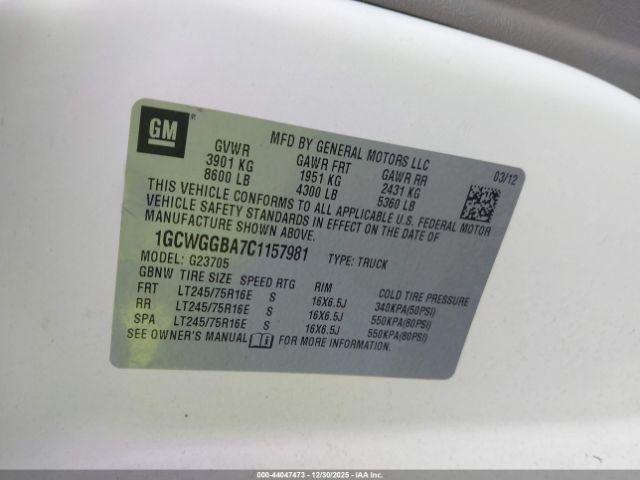 GM ®
MFD BY GENERAL MOTORS LLC
GVWR GAWR FRT GAWR RR 03/12
3901 KG 1951 KG 2431 KG
8600 LB 4300 LB 5360 LB
THIS VEHICLE CONFORMS TO ALL APPLICABLE U.S. FEDERAL MOTOR
VEHICLE SAFETY STANDARDS IN EFFECT ON THE DATE OF
MANUFACTURE SHOWN ABOVE.
1GCWGGBA7C1157981 TYPE: TRUCK
MODEL: G23705
GBNW TIRE SIZE SPEED RTG RIM COLD TIRE PRESSURE
FRT LT245/75R16E S 16X6.5J 340KPA(50PSI)
RR LT245/75R16E S 16X6.5J 550KPA(80PSI)
SPA LT245/75R16E S 16X6.5J 550KPA(80PSI)
SEE OWNER'S MANUAL FOR MORE INFORMATION.
000-44047473 - 12/30/2025 - IAA, Inc.